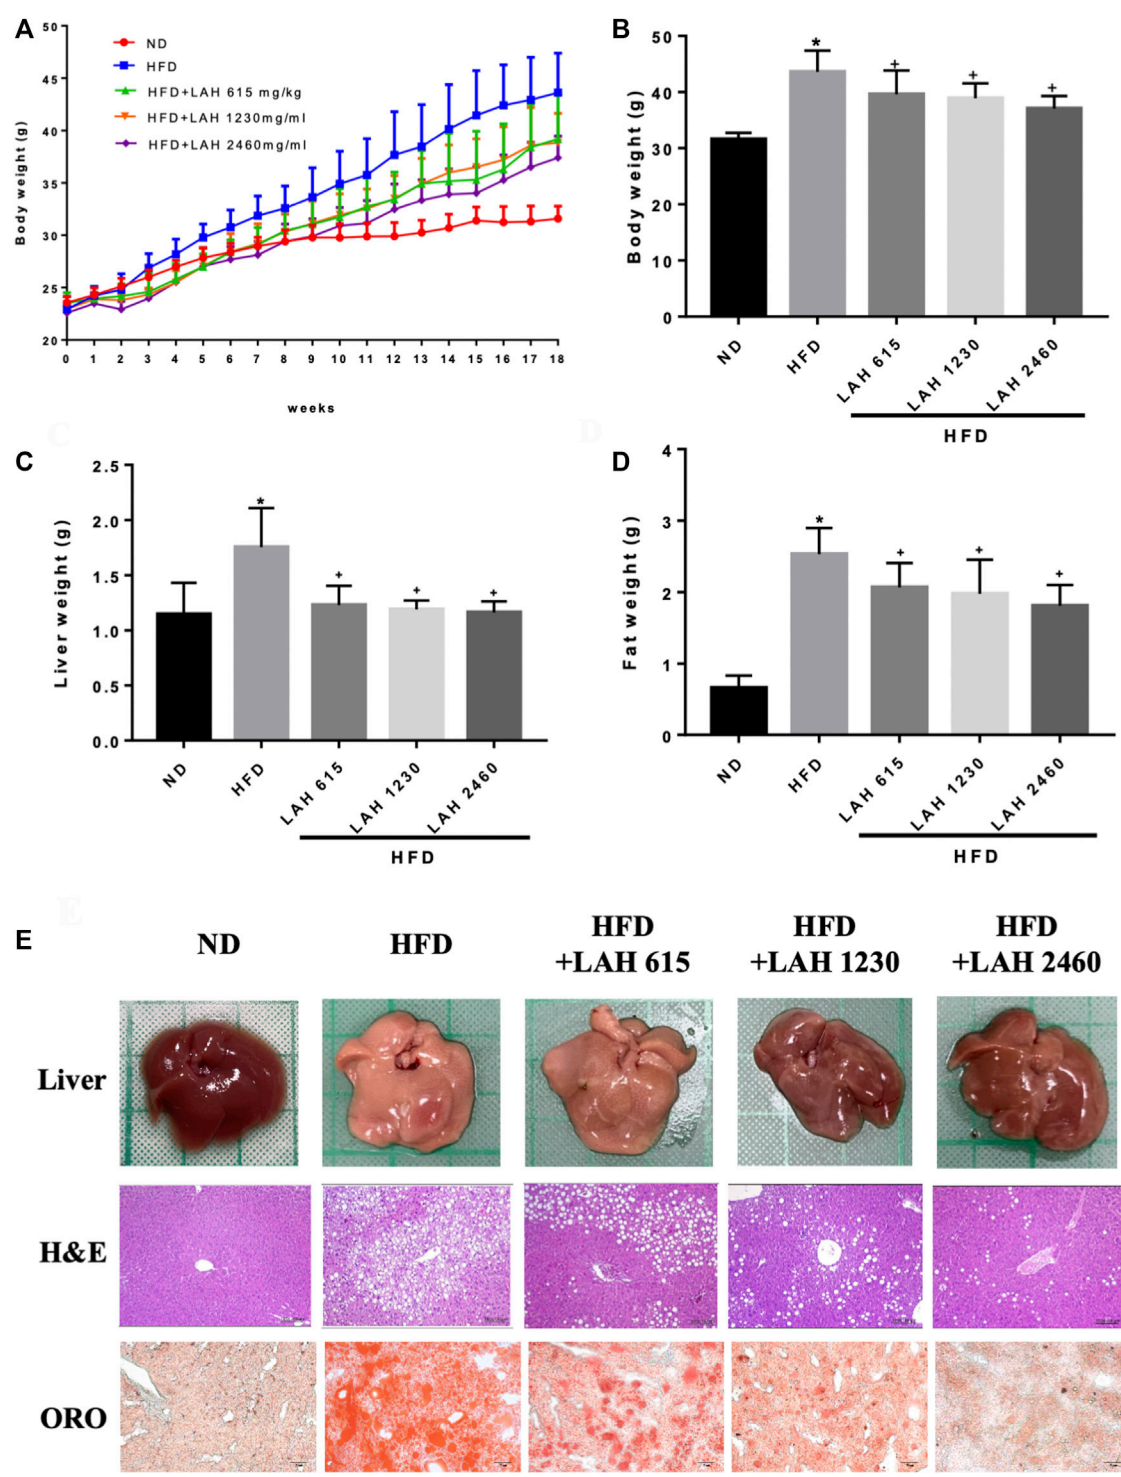 A
Body weight (g)
50
45
40
35
30
25
20
ND
HFD
HFD+LAH 615 mg/kg
HFD+LAH 1230mg/ml
HFD+LAH 2460mg/ml
0 1 2 3 4 5 6 7 8 9 10 11 12 13 14 15 16 17 18
weeks
B
Body weight (g)
50
40
30
20
10
0
*
+
+
+
ND
HFD
LAH 615
LAH 1230
LAH 2460
HFD
C
C
Liver weight (g)
2.5
2.0
1.5
1.0
0.5
0.0
*
+
+
+
ND
HFD
LAH 615
LAH 1230
LAH 2460
HFD
D
D
Fat weight (g)
4
3
2
1
0
*
+
+
+
ND
HFD
LAH 615
LAH 1230
LAH 2460
HFD
E
E
ND
HFD
HFD
+LAH 615
HFD
+LAH 1230
HFD
+LAH 2460
Liver
H&E
ORO